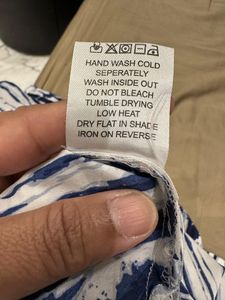 HAND WASH COLD
SEPERATELY
WASH INSIDE OUT
DO NOT BLEACH
TUMBLE DRYING
LOW HEAT
DRY FLAT IN SHADE
IRON ON REVERSE